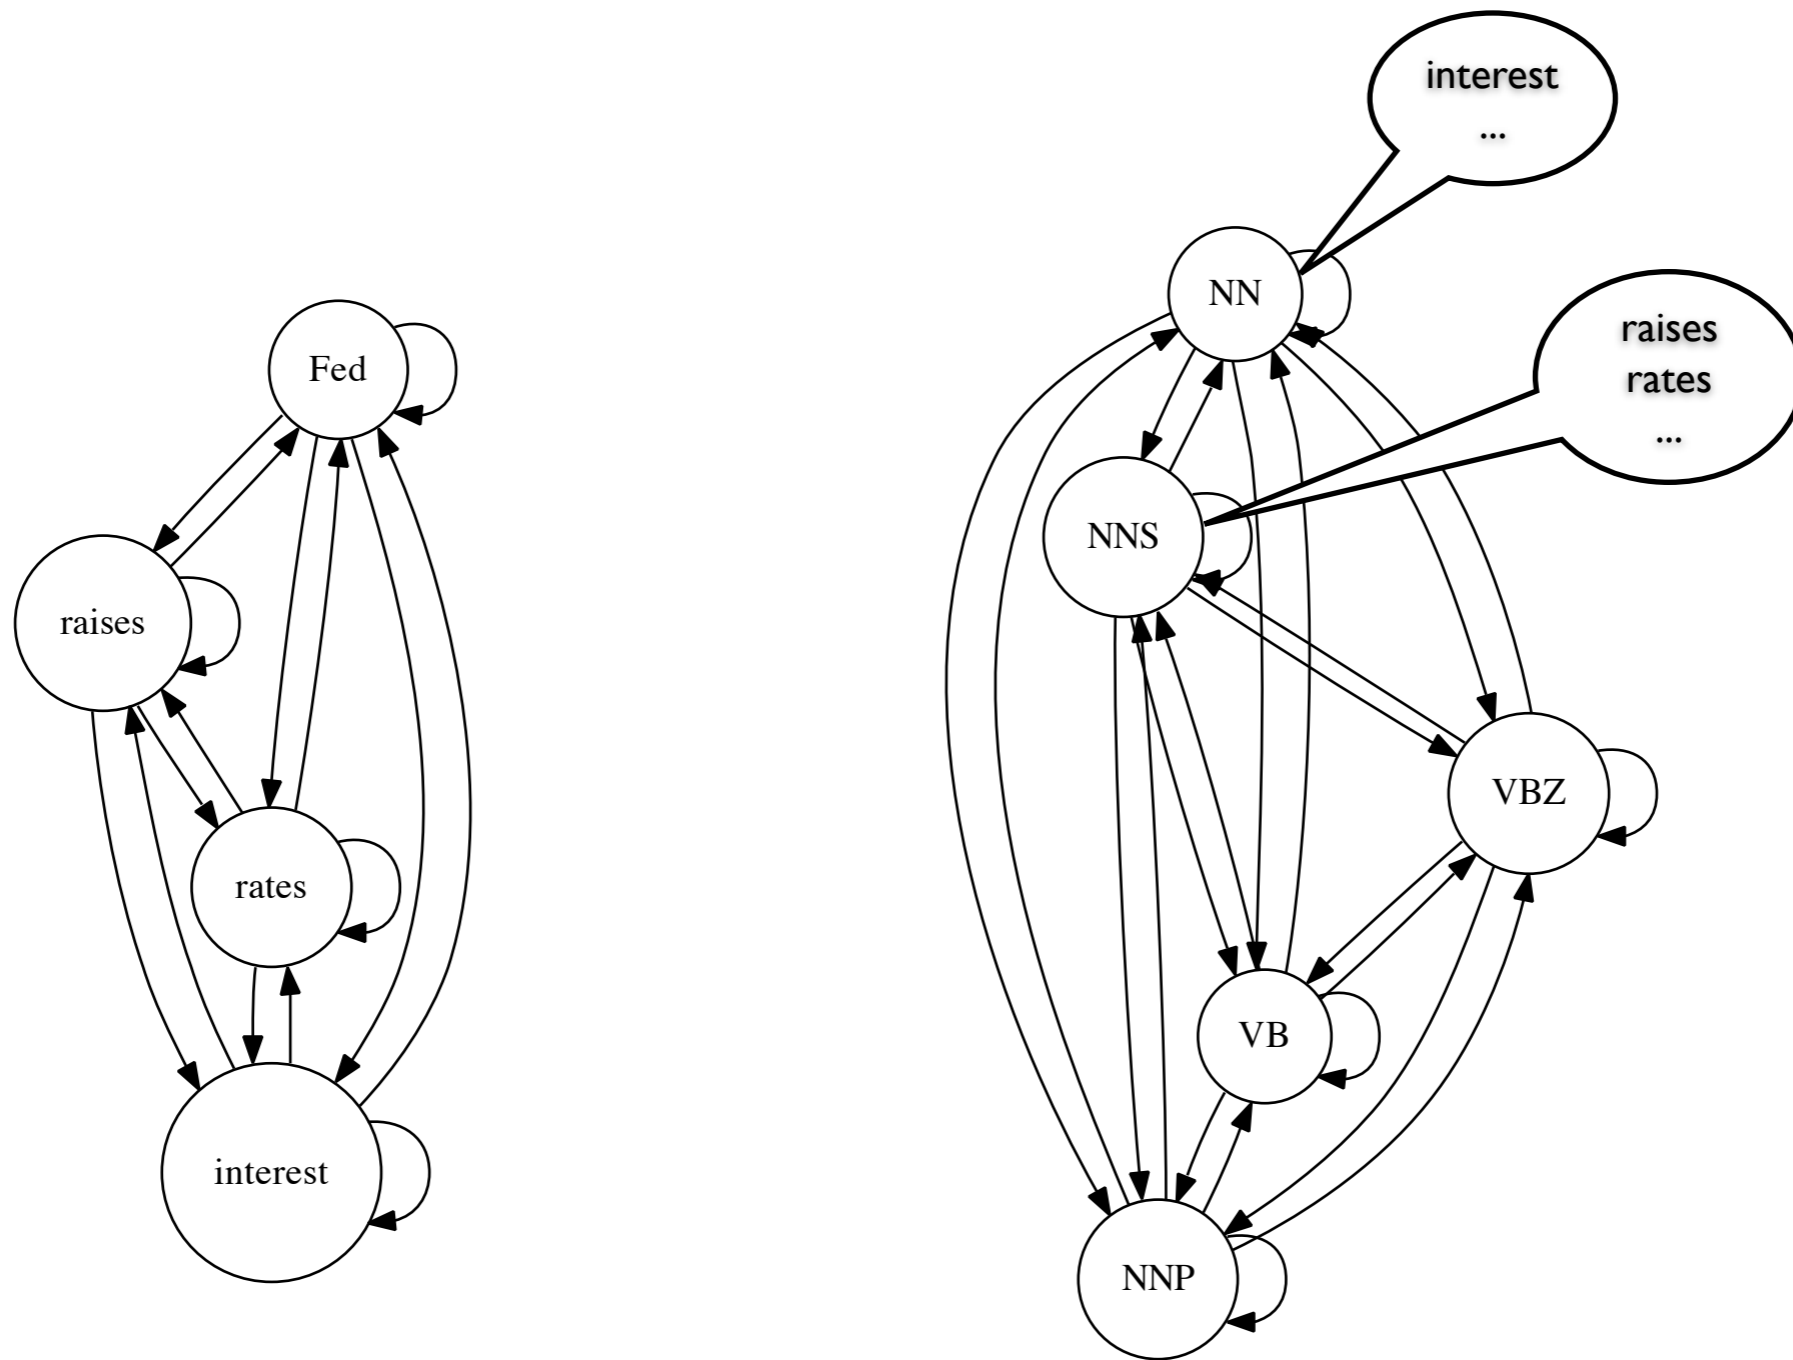 Fed
raises
rates
interest
interest
...
NN
raises
rates
...
NNS
VBZ
VB
NNP